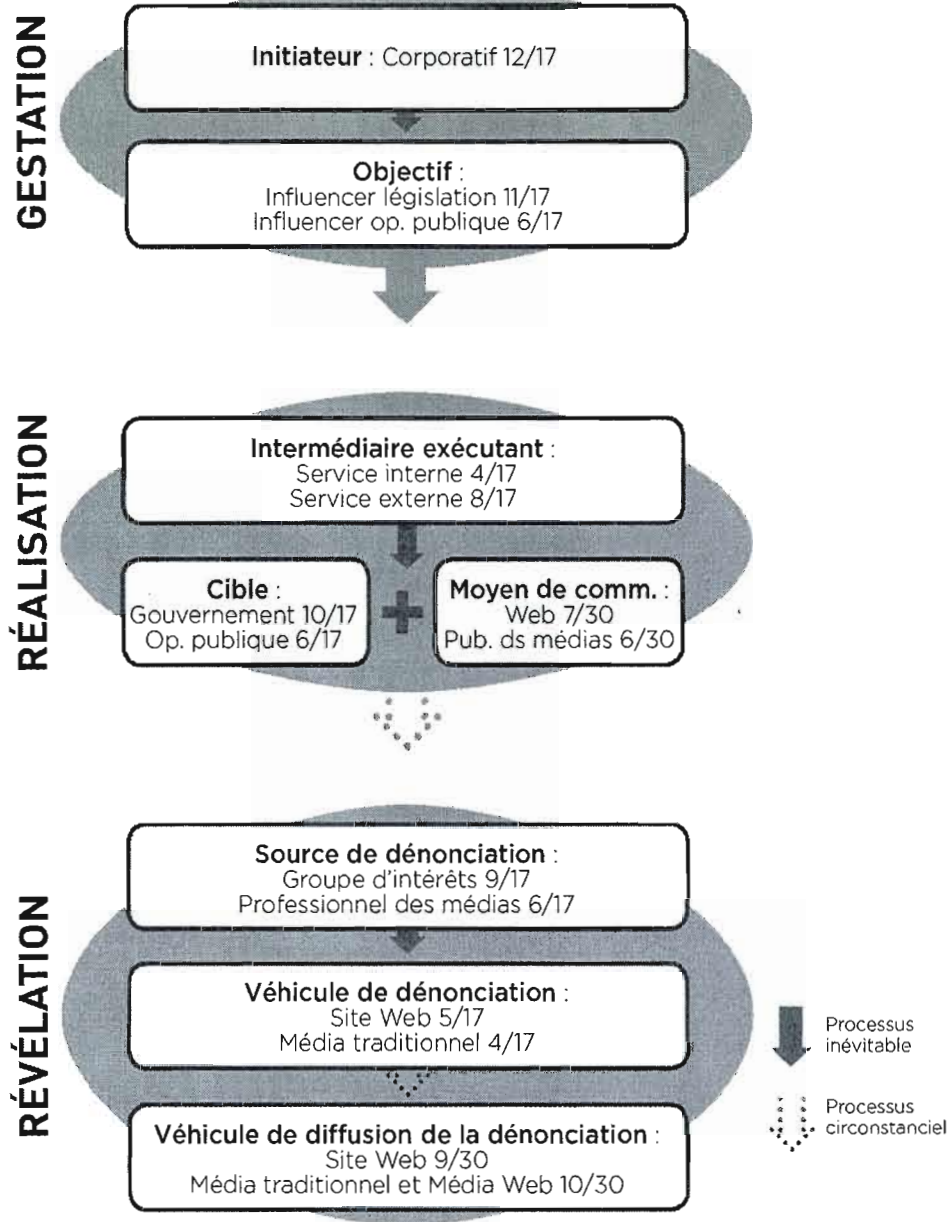 GESTATION
Initiateur : Corporatif 12/17
Objectif :
Influencer législation 11/17
Influencer op. publique 6/17
RÉALISATION
Intermédiaire exécutant :
Service interne 4/17
Service externe 8/17
Cible :
Gouvernement 10/17
Op. publique 6/17
Moyen de comm. :
Web 7/30
Pub. ds médias 6/30
RÉVÉLATION
Source de dénonciation :
Groupe d'intérêts 9/17
Professionnel des médias 6/17
Véhicule de dénonciation :
Site Web 5/17
Média traditionnel 4/17
Véhicule de diffusion de la dénonciation :
Site Web 9/30
Média traditionnel et Média Web 10/30
Processus
inévitable
Processus
circonstanciel